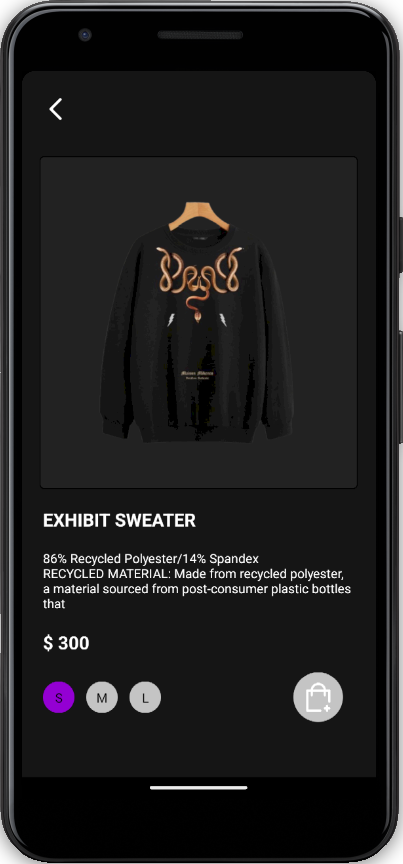 EXHIBIT SWEATER
86% Recycled Polyester/14% Spandex
RECYCLED MATERIAL: Made from recycled polyester,
a material sourced from post-consumer plastic bottles
that
$ 300
S M L